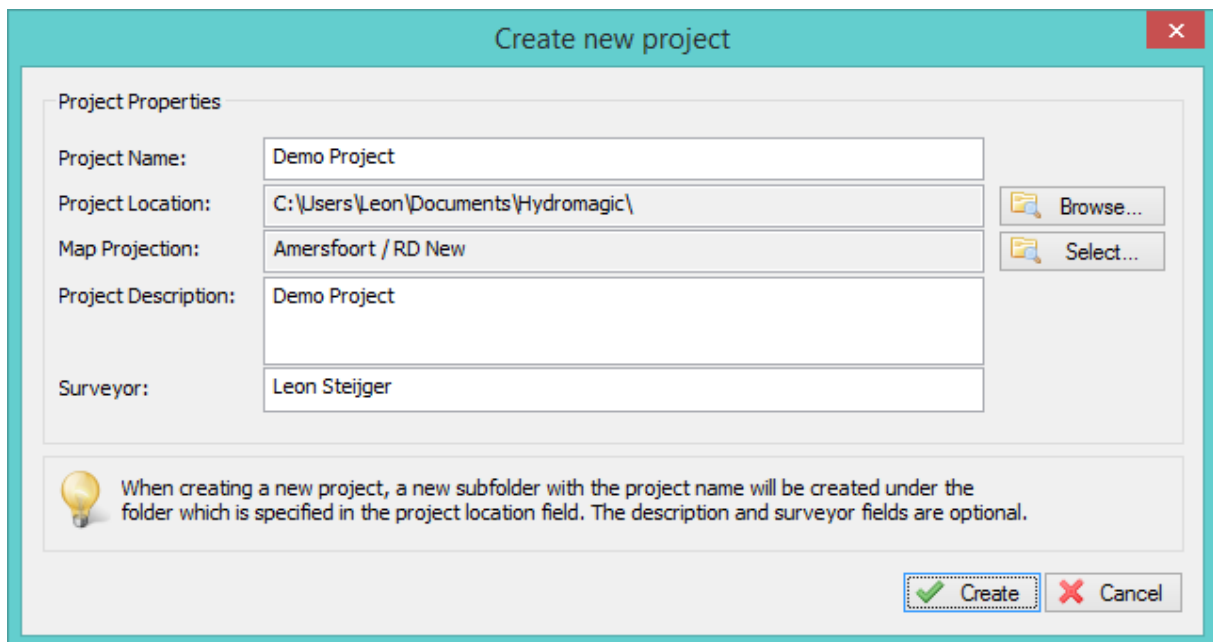 Create new project
Project Properties
Project Name: Demo Project
Project Location: C:\Users\Leon\Documents\Hydromagic\ Browse...
Map Projection: Amersfoort / RD New Select...
Project Description: Demo Project
Surveyor: Leon Steijger
When creating a new project, a new subfolder with the project name will be created under the
folder which is specified in the project location field. The description and surveyor fields are optional.
Create Cancel